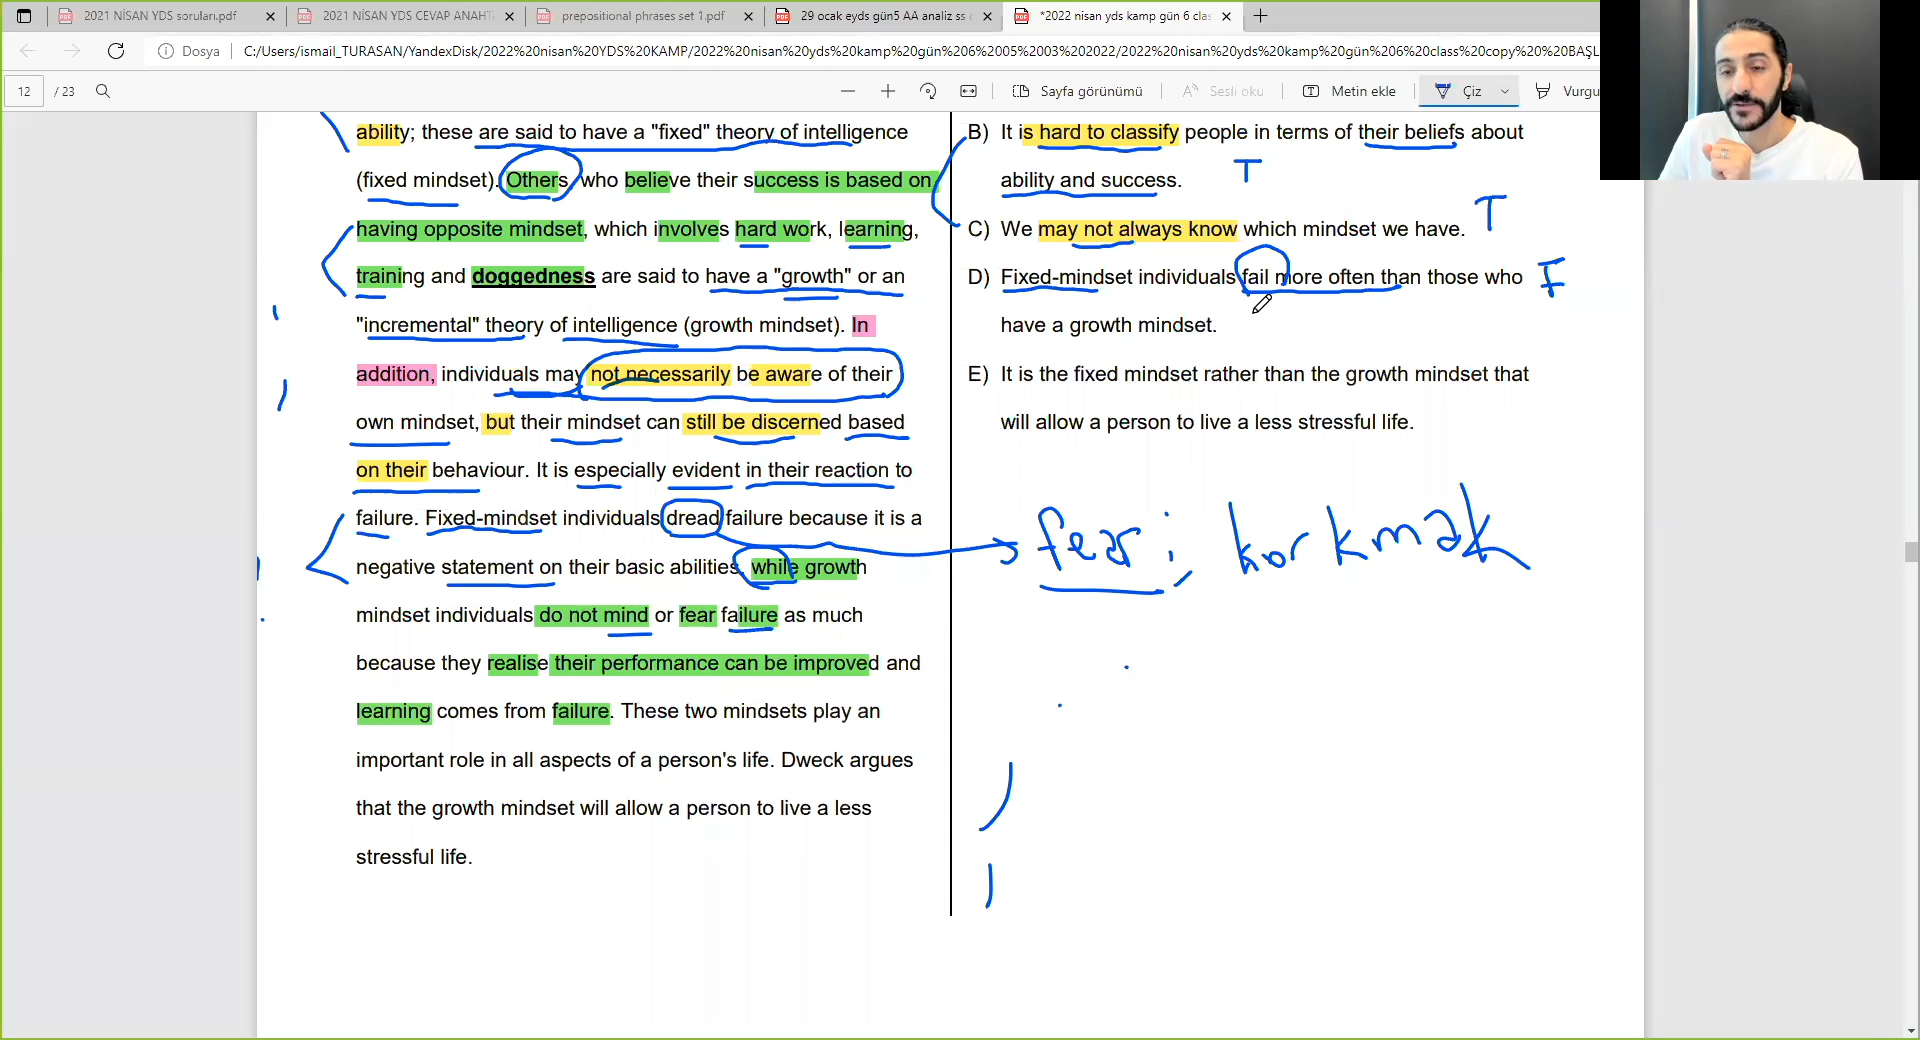 2021 NİSAN YDS soruları.pdf
2021 NİSAN YDS CEVAP ANAHT
prepositional phrases set 1.pdf
29 ocak eyds gün5 AA analiz ss c
*2022 nisan yds kamp gün 6 clas
Dosya
C:/Users/ismail_TURASAN/YandexDisk/2022%20nisan%20YDS%20KAMP/2022%20nisan%20yds%20kamp%20gün%206%2005%2003%202022/2022%20nisan%20yds%20kamp%20gün%206%20class%20copy%20%20BAŞL
12 / 23
Sayfa görünümü
Sesli oku
Metin ekle
Çiz
Vurgu
ability; these are said to have a "fixed" theory of intelligence
(fixed mindset). Others, who believe their success is based on
having opposite mindset, which involves hard work, learning,
training and doggedness are said to have a "growth" or an
"incremental" theory of intelligence (growth mindset). In
addition, individuals may not necessarily be aware of their
own mindset, but their mindset can still be discerned based
on their behaviour. It is especially evident in their reaction to
failure. Fixed-mindset individuals dread failure because it is a
negative statement on their basic abilities, while growth
mindset individuals do not mind or fear failure as much
because they realise their performance can be improved and
learning comes from failure. These two mindsets play an
important role in all aspects of a person's life. Dweck argues
that the growth mindset will allow a person to live a less
stressful life.
B) It is hard to classify people in terms of their beliefs about
ability and success.
T
C) We may not always know which mindset we have.
T
D) Fixed-mindset individuals fail more often than those who
have a growth mindset.
F
E) It is the fixed mindset rather than the growth mindset that
will allow a person to live a less stressful life.
fear; korkmak